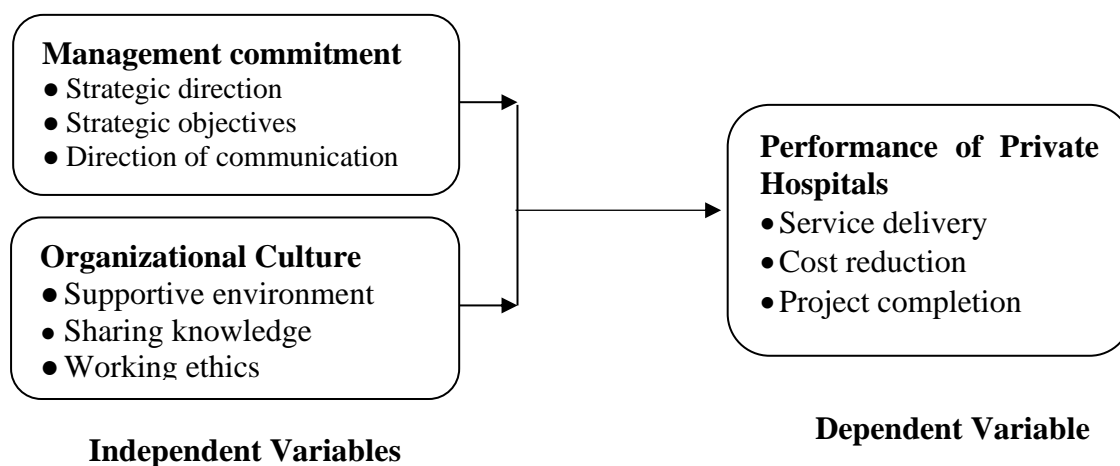 Management commitment
● Strategic direction
● Strategic objectives
● Direction of communication
Organizational Culture
● Supportive environment
● Sharing knowledge
● Working ethics
Independent Variables
Performance of Private
Hospitals
● Service delivery
● Cost reduction
● Project completion
Dependent Variable